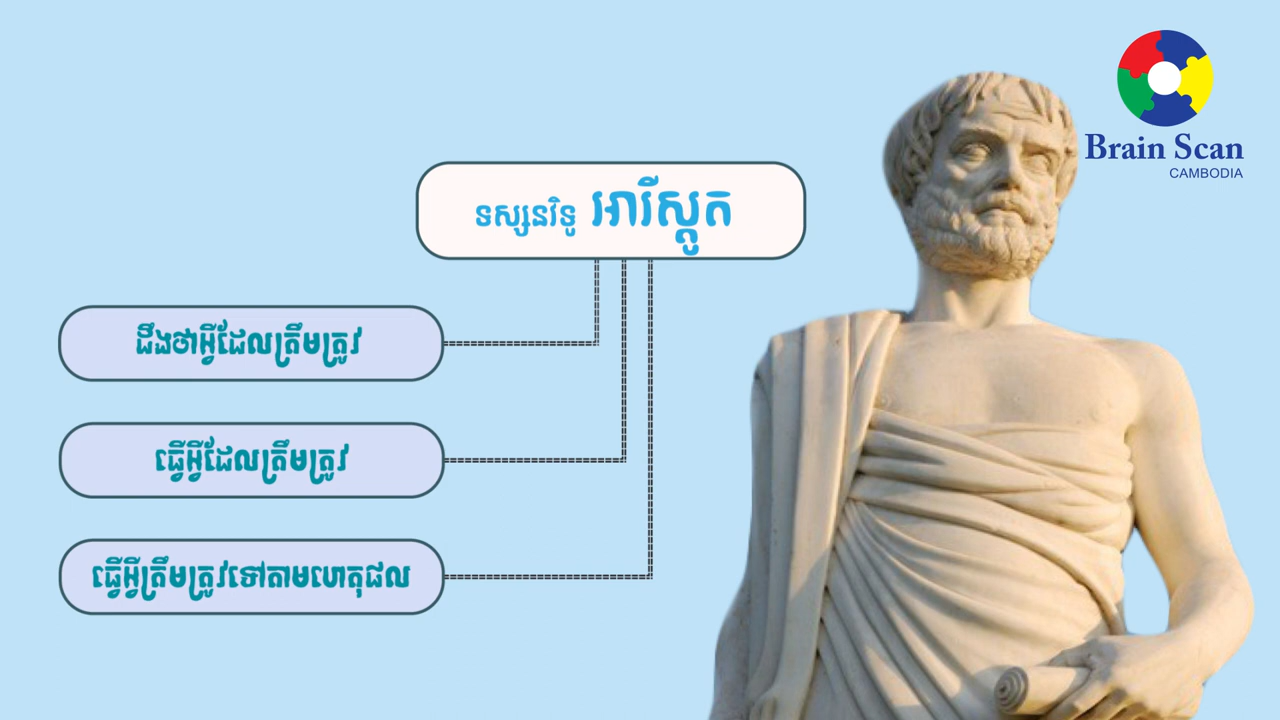 Brain Scan
CAMBODIA
ទស្សនវិទូ អារីស្តូត
ដឹងថាអ្វីដែលត្រឹមត្រូវ
ធ្វើអ្វីដែលត្រឹមត្រូវ
ធ្វើអ្វីត្រឹមត្រូវទៅតាមហេតុផល